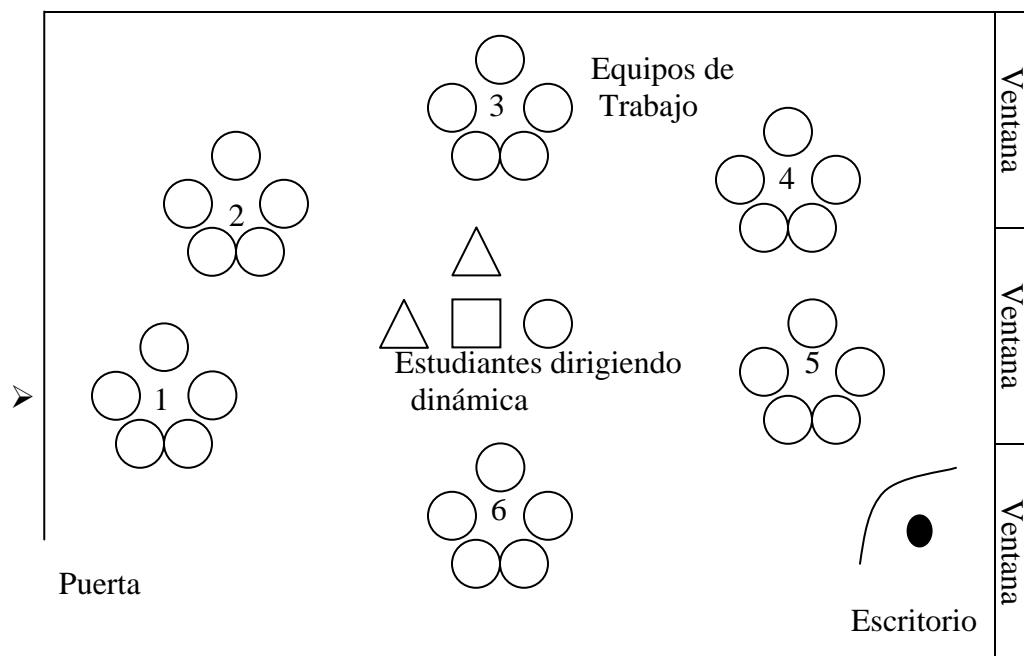 Equipos de
Trabajo
Ventana
3
4
2
Ventana
Estudiantes dirigiendo
dinámica
5
1
6
Ventana
Puerta
Escritorio